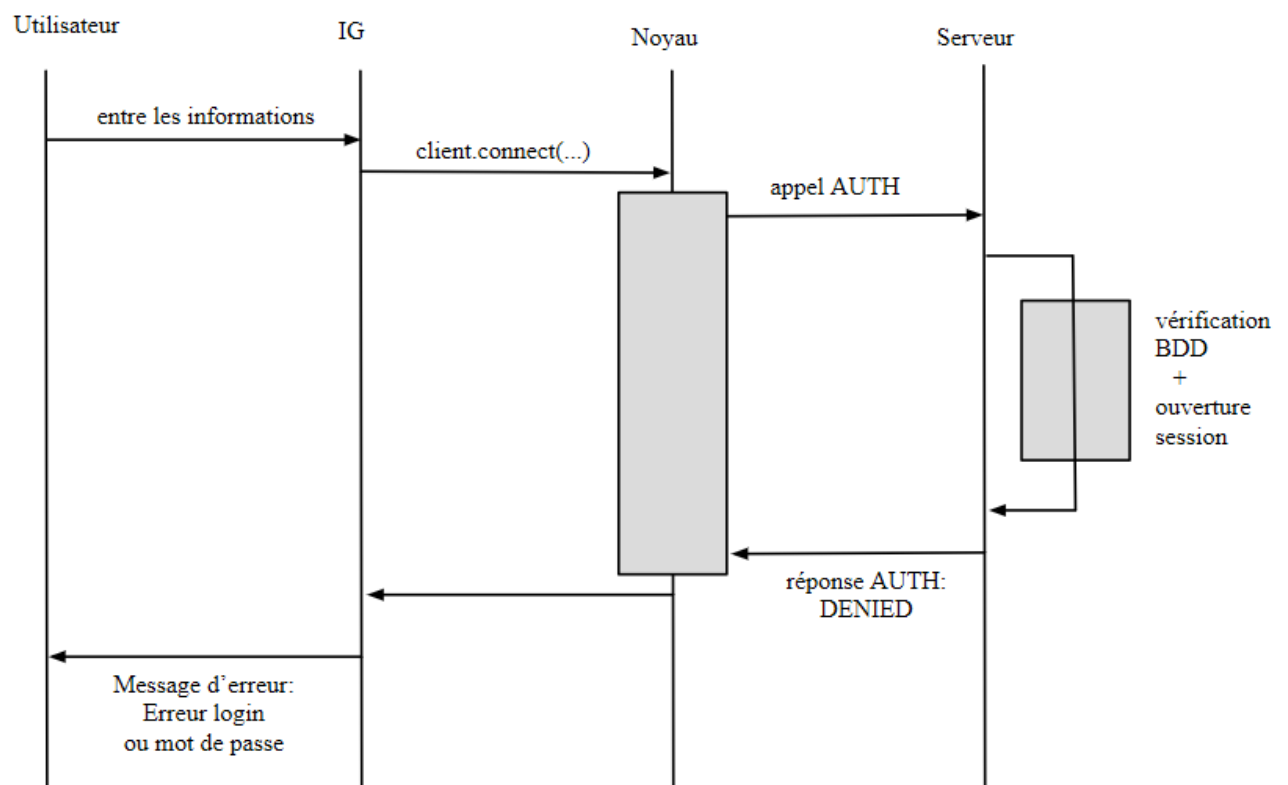 Utilisateur
IG
Noyau
Serveur
entre les informations
client.connect(...)
appel AUTH
vérification
BDD
+
ouverture
session
réponse AUTH:
DENIED
Message d’erreur:
Erreur login
ou mot de passe